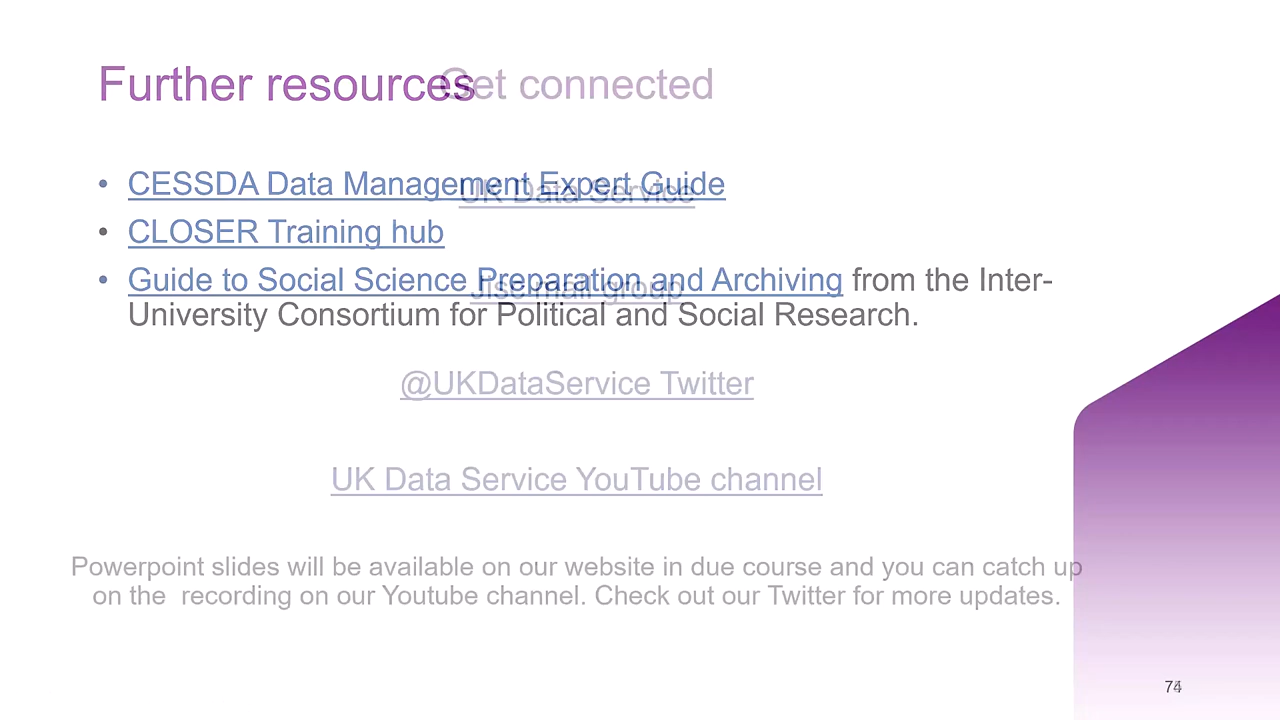 Further resources
Get connected
• CESSDA Data Management Expert Guide
UK Data Service
• CLOSER Training hub
• Guide to Social Science Preparation and Archiving from the Inter-
Jisc mail group
University Consortium for Political and Social Research.
@UKDataService Twitter
UK Data Service YouTube channel
Powerpoint slides will be available on our website in due course and you can catch up
on the recording on our Youtube channel. Check out our Twitter for more updates.